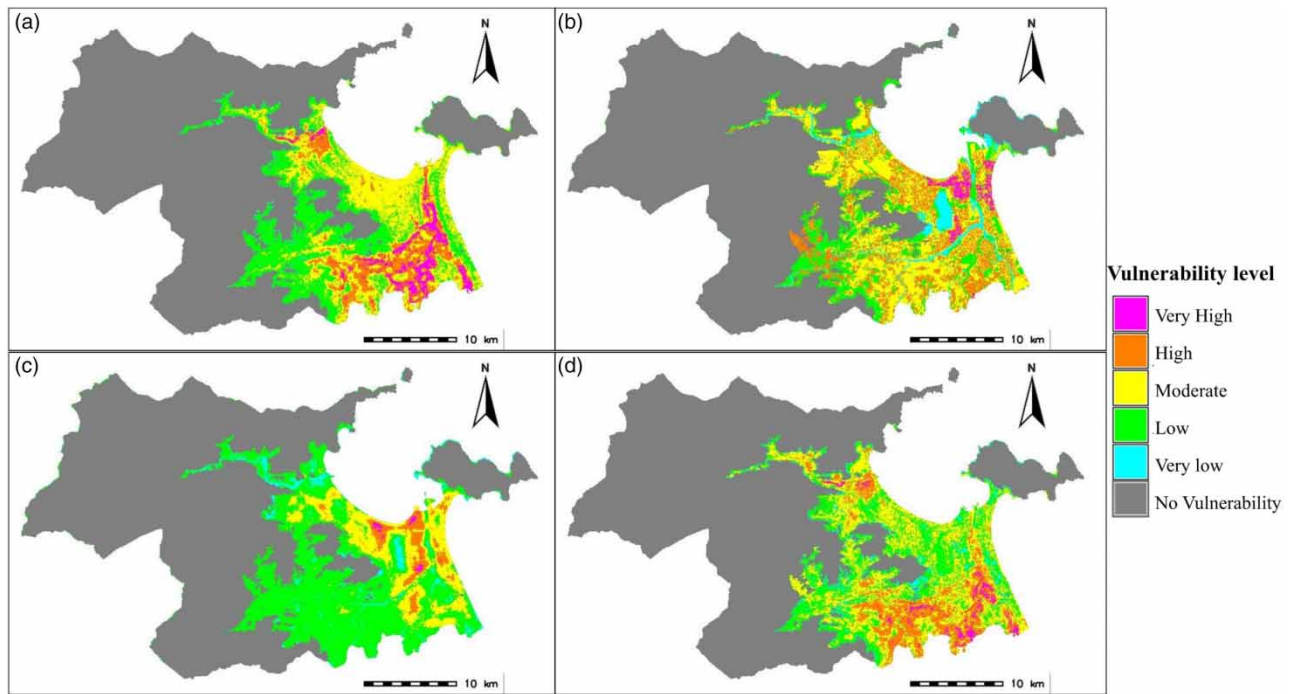 (a)
N
10 km
(b)
N
10 km
(c)
N
10 km
(d)
N
10 km
Vulnerability level
Very High
High
Moderate
Low
Very low
No Vulnerability